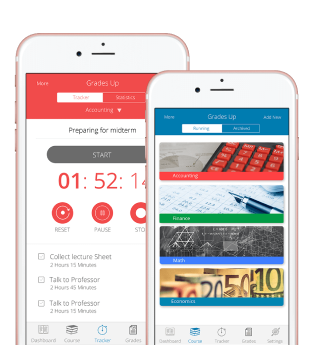 More
Grades Up
Tracker
Statistics
Accounting
Preparing for midterm
START
01: 52: 1
RESET
PAUSE
STO
Collect lecture Sheet
2 Hours 15 Minutes
Talk to Professor
2 Hours 45 Minutes
Talk to Professor
2 Hours 15 Minutes
Dashboard
Course
Tracker
Grades
More
Grades Up
Add New
Running
Archived
Accounting
Finance
Math
Economics
Dashboard
Course
Tracker
Grades
Settings